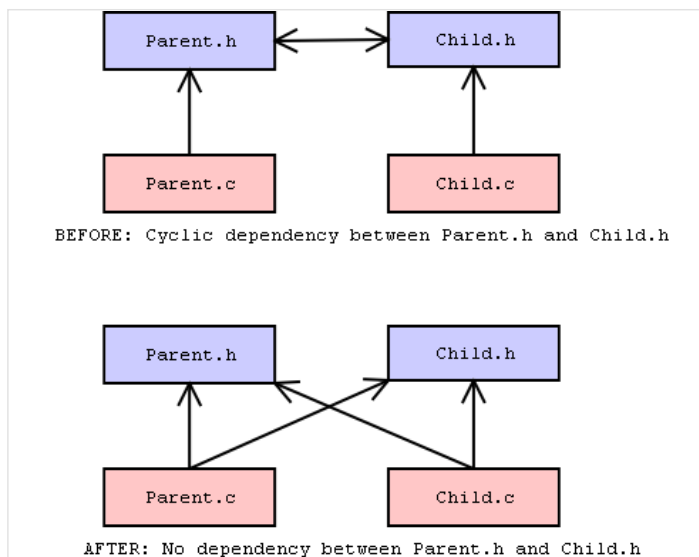 Parent.h Child.h
Parent.c Child.c
BEFORE: Cyclic dependency between Parent.h and Child.h
Parent.h Child.h
Parent.c Child.c
AFTER: No dependency between Parent.h and Child.h